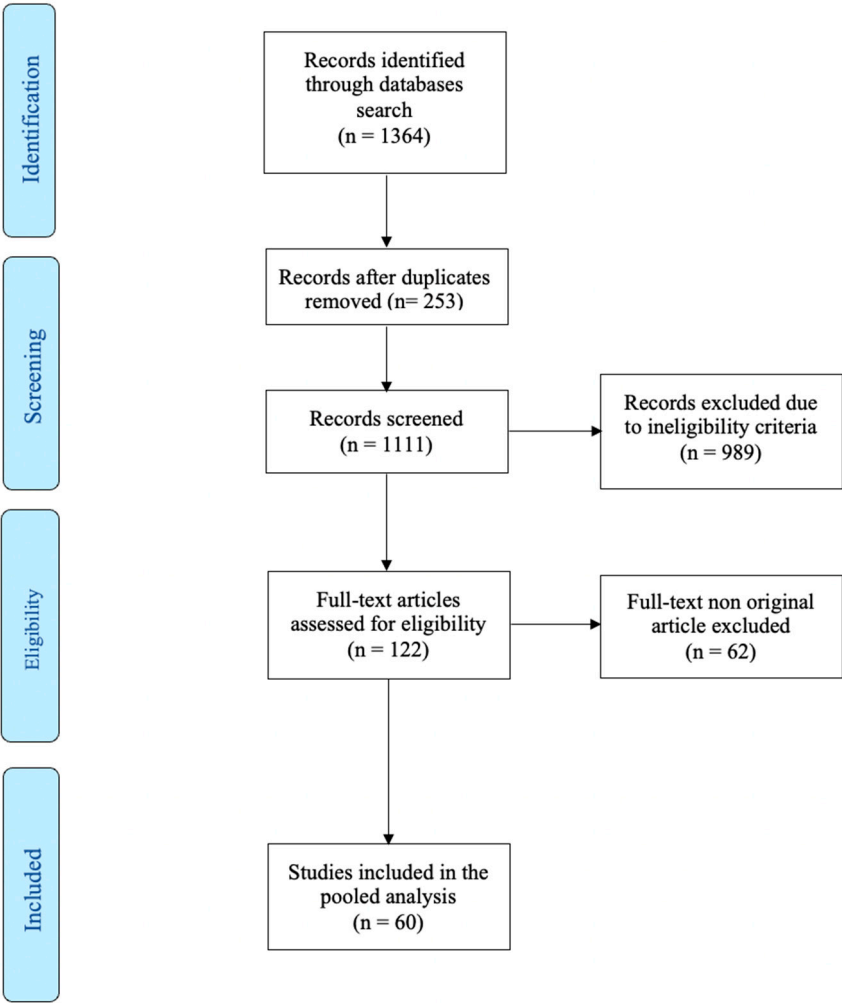 Identification
Records identified
through databases
search
(n = 1364)
Screening
Records after duplicates
removed (n= 253)
Records screened
(n = 1111)
Records excluded due
to ineligibility criteria
(n = 989)
Eligibility
Full-text articles
assessed for eligibility
(n = 122)
Full-text non original
article excluded
(n = 62)
Included
Studies included in the
pooled analysis
(n = 60)